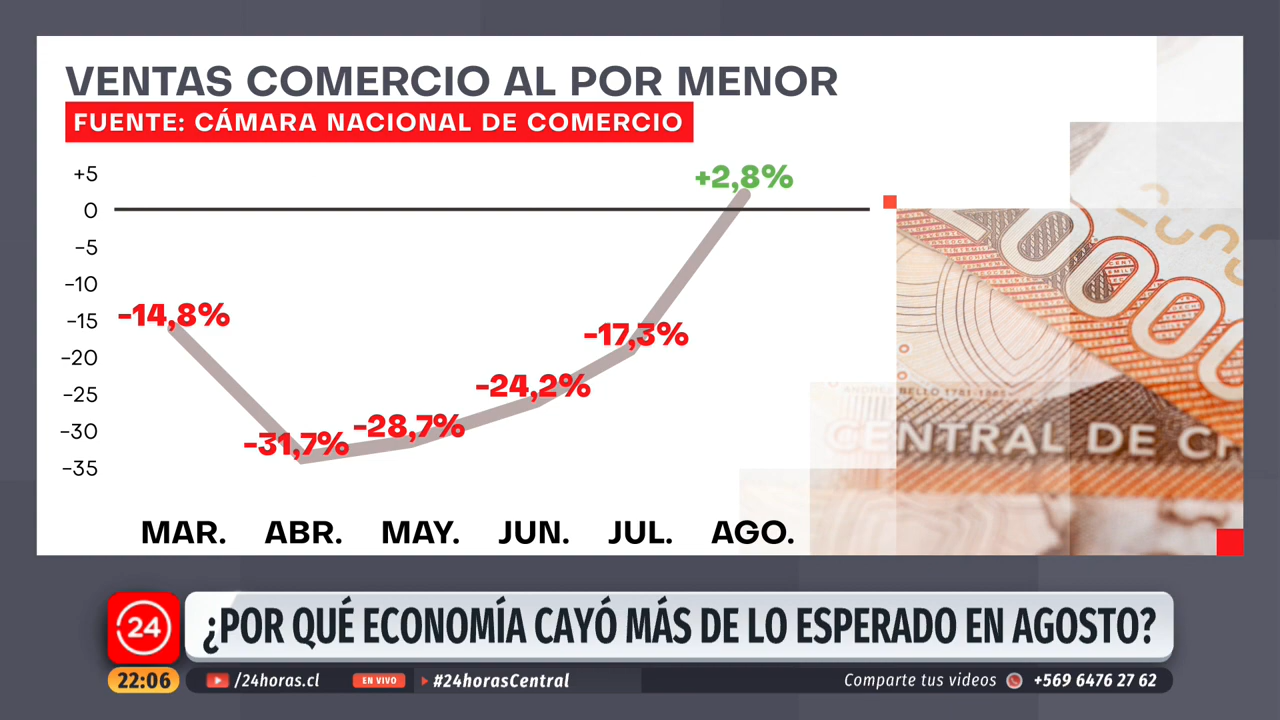 VENTAS COMERCIO AL POR MENOR
FUENTE: CÁMARA NACIONAL DE COMERCIO
+5
0
-5
-10
-15
-20
-25
-30
-35
-14,8%
-31,7%
-28,7%
-24,2%
-17,3%
+2,8%
MAR. ABR. MAY. JUN. JUL. AGO.
CENTRAL DE CH
24
¿POR QUÉ ECONOMÍA CAYÓ MÁS DE LO ESPERADO EN AGOSTO?
22:06 /24horas.cl EN VIVO #24horasCentral Comparte tus videos +569 6476 27 62